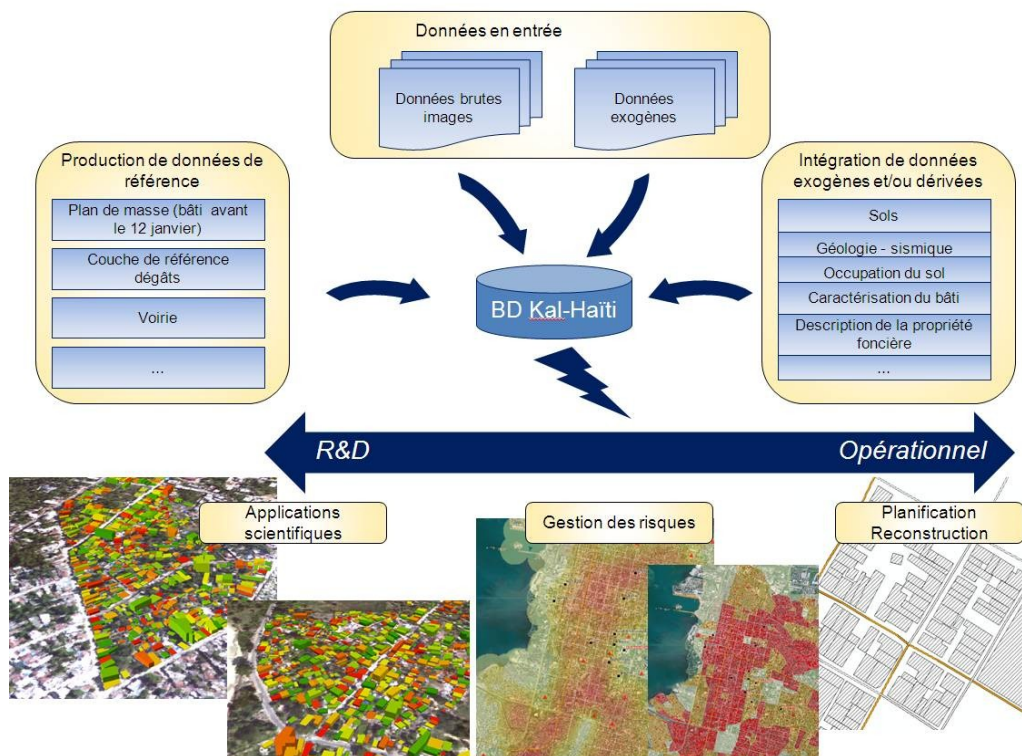 Données en entrée
Données brutes
images
Données
exogènes
Production de données de
référence
Plan de masse (bâti avant
le 12 janvier)
Couche de référence
dégâts
Voirie
...
Intégration de données
exogènes et/ou dérivées
Sols
Géologie - sismique
Occupation du sol
Caractérisation du bâti
Description de la propriété
foncière
...
BD Kal-Haïti
R&D
Opérationnel
Applications
scientifiques
Gestion des risques
Planification
Reconstruction